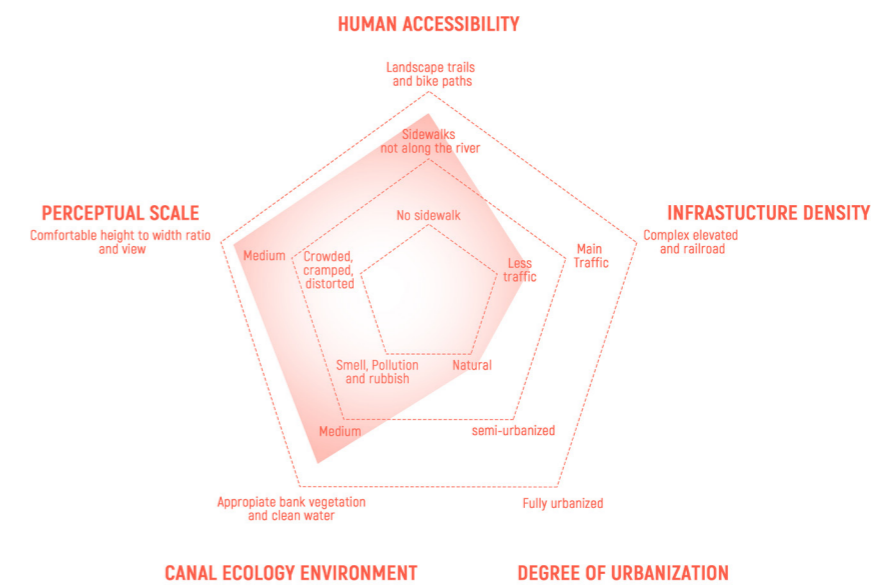 HUMAN ACCESSIBILITY
Landscape trails
and bike paths
Sidewalks
not along the river
No sidewalk
PERCEPTUAL SCALE
Comfortable height to width ratio
and view
Medium
Crowded,
cramped,
distorted
INFRASTUCTURE DENSITY
Complex elevated
and railroad
Main
Traffic
Less
traffic
Smell, Pollution
and rubbish
Natural
Medium
semi-urbanized
Appropiate bank vegetation
and clean water
Fully urbanized
CANAL ECOLOGY ENVIRONMENT
DEGREE OF URBANIZATION